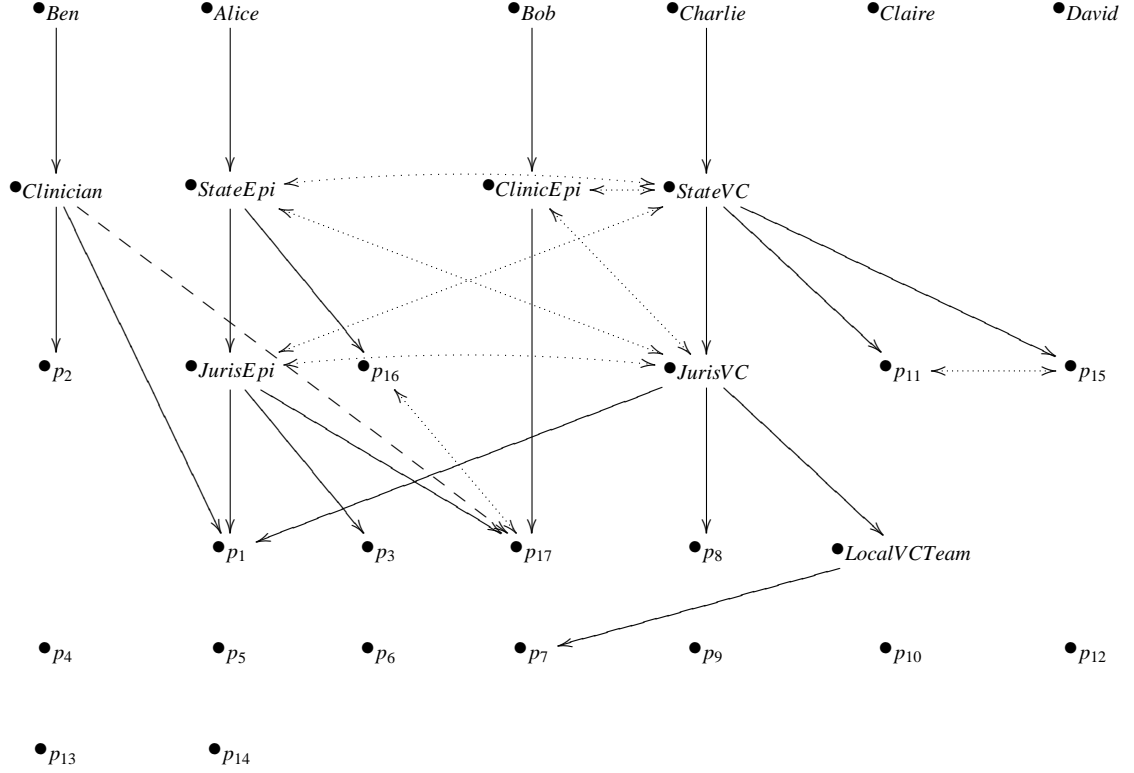 Ben Alice Bob Charlie Claire David
Clinician StateEpi ClinicEpi StateVC
p2 JurisEpi p16 JurisVC p11 p15
p1 p3 p17 p8 LocalVCTeam
p4 p5 p6 p7 p9 p10 p12
p13 p14